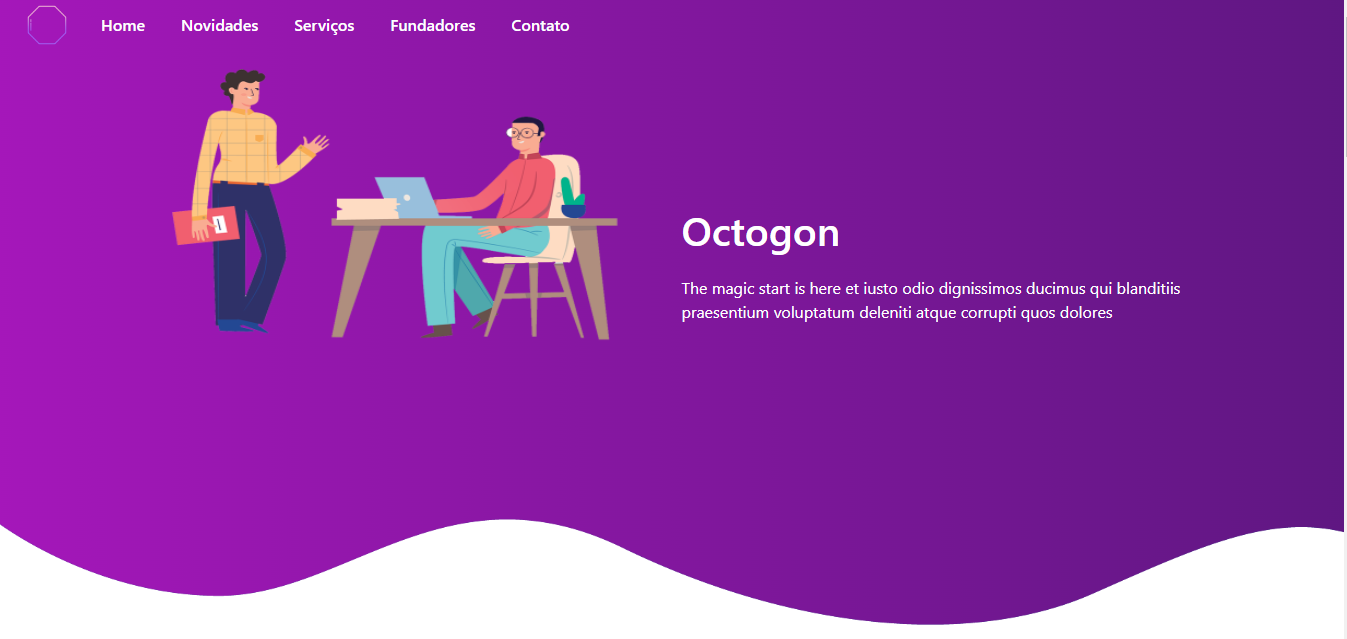 Home Novidades Serviços Fundadores Contato
Octogon
The magic start is here et iusto odio dignissimos ducimus qui blanditiis
praesentium voluptatum deleniti atque corrupti quos dolores